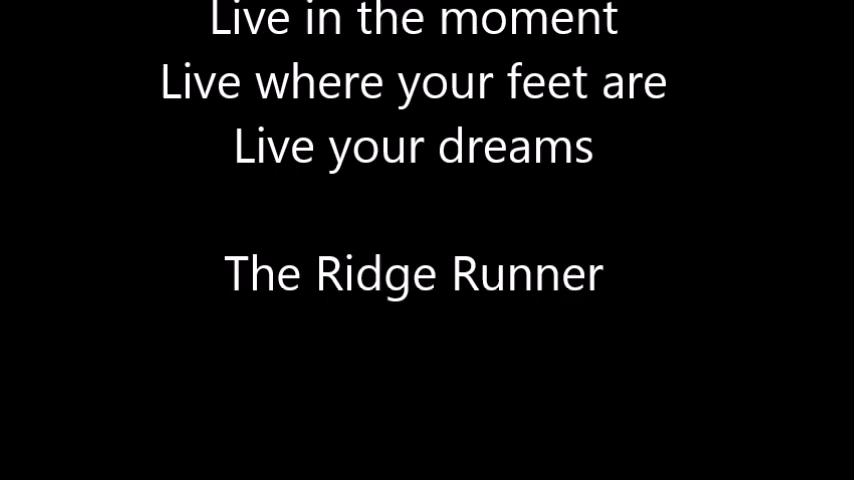 Live in the moment
Live where your feet are
Live your dreams
The Ridge Runner